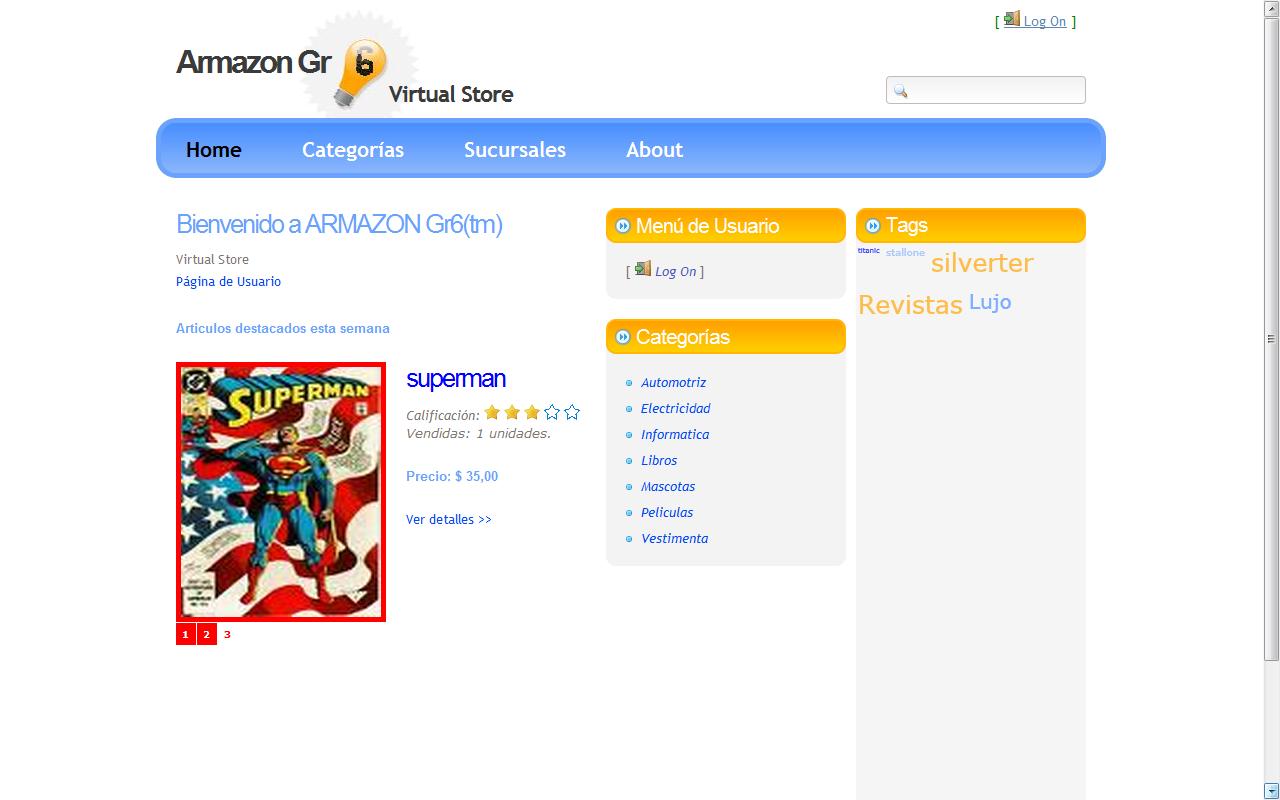 [ Log On ]
Armazon Gr 6
Virtual Store
Home Categorías Sucursales About
Bienvenido a ARMAZON Gr6(tm)
Virtual Store
Página de Usuario
Articulos destacados esta semana
DC
SUPERMAN
superman
Calificación:
Vendidas: 1 unidades.
Precio: $ 35,00
Ver detalles >>
1 2 3
Menú de Usuario
[ Log On ]
Categorías
Automotriz
Electricidad
Informatica
Libros
Mascotas
Peliculas
Vestimenta
Tags
titanic stallone silverter
Revistas Lujo